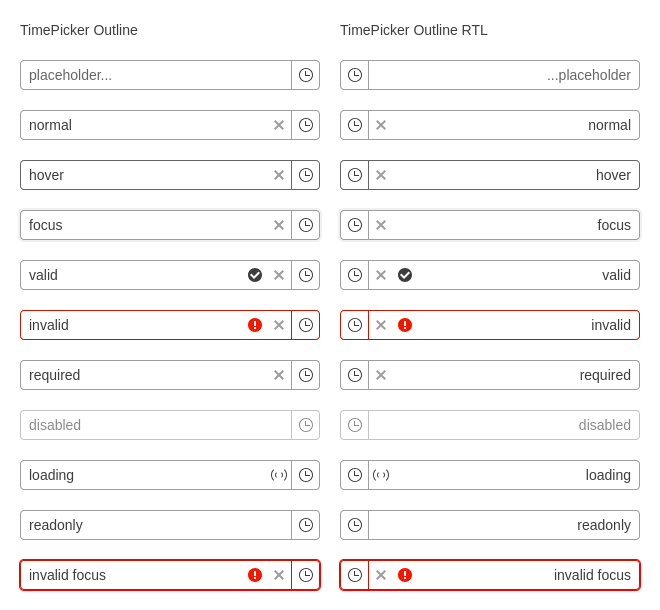 TimePicker Outline
placeholder...
normal
hover
focus
valid
invalid
required
disabled
loading
readonly
invalid focus
TimePicker Outline RTL
...placeholder
normal
hover
focus
valid
invalid
required
disabled
loading
readonly
invalid focus